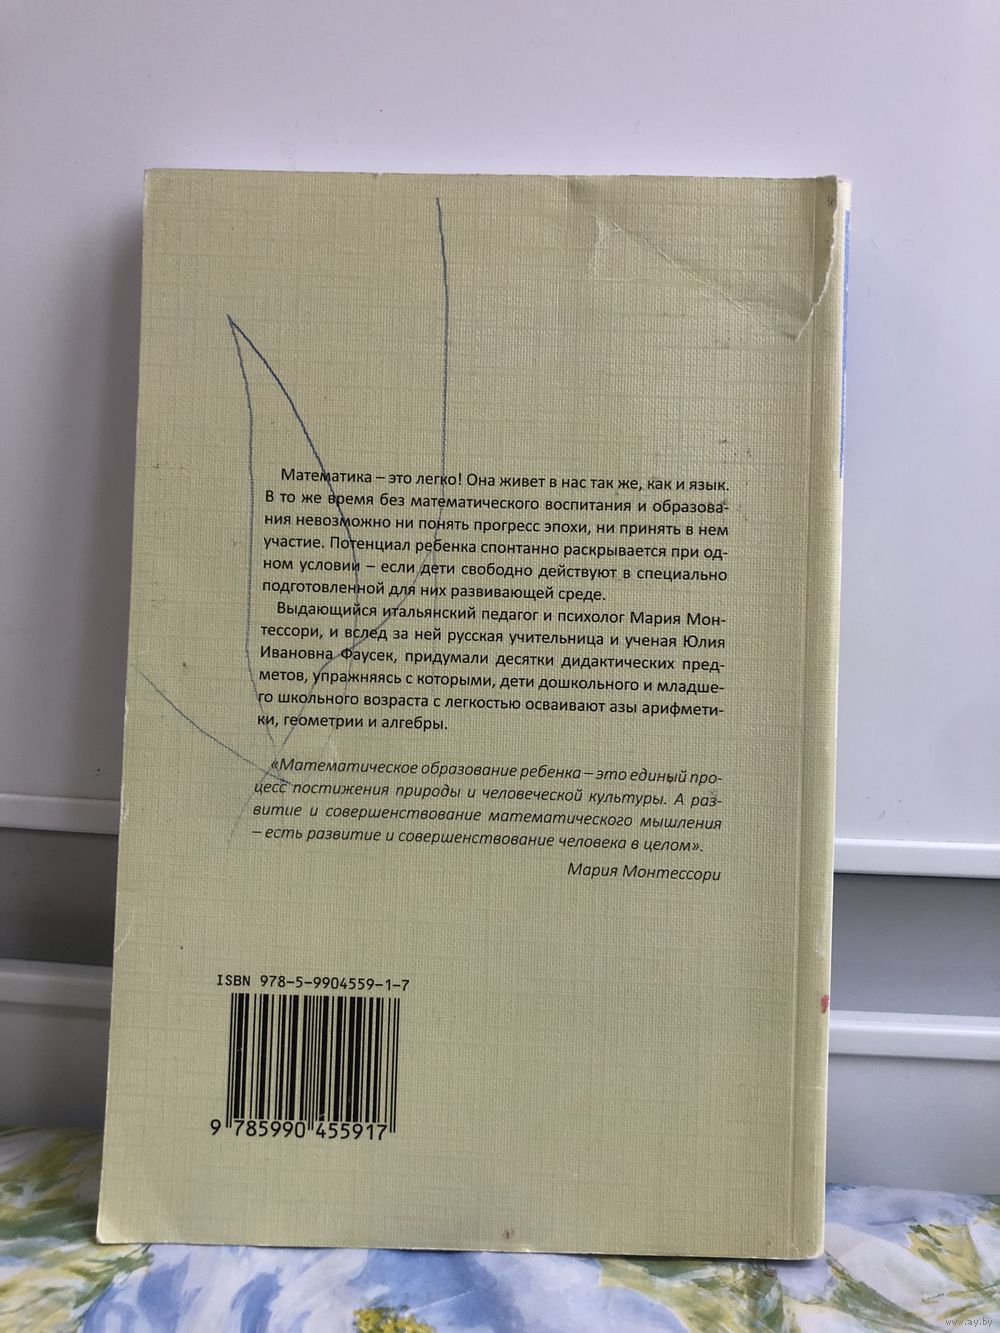 Математика – это легко! Она живет в нас так же, как и язык.
В то же время без математического воспитания и образова-
ния невозможно ни понять прогресс эпохи, ни принять в нем
участие. Потенциал ребенка спонтанно раскрывается при од-
ном условии – если дети свободно действуют в специально
подготовленной для них развивающей среде.
Выдающийся итальянский педагог и психолог Мария Мон-
тессори, и вслед за ней русская учительница и ученая Юлия
Ивановна Фаусек, придумали десятки дидактических пред-
метов, упражняясь с которыми, дети дошкольного и младше-
го школьного возраста с легкостью осваивают азы арифмети-
ки, геометрии и алгебры.
«Математическое образование ребенка – это единый про-
цесс постижения природы и человеческой культуры. А раз-
витие и совершенствование математического мышления
– есть развитие и совершенствование человека в целом».
Мария Монтессори
ISBN 978-5-9904559-1-7
9 785990 455917
www.ay.by